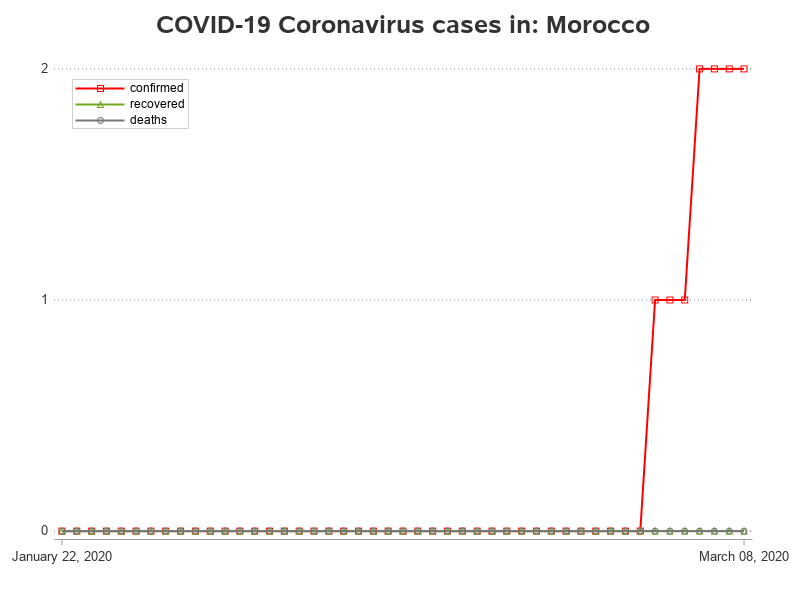 COVID-19 Coronavirus cases in: Morocco
2
confirmed
recovered
deaths
1
0
January 22, 2020
March 08, 2020